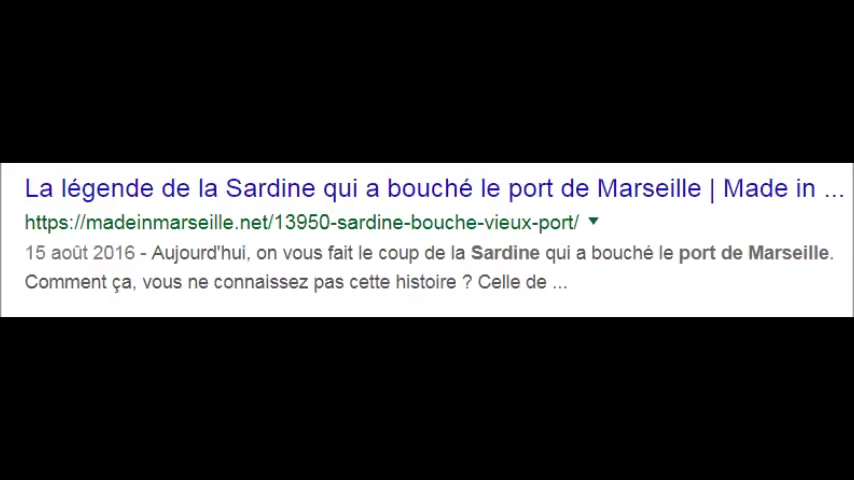 La légende de la Sardine qui a bouché le port de Marseille | Made in ...
https://madeinmarseille.net/13950-sardine-bouche-vieux-port/
15 août 2016 - Aujourd'hui, on vous fait le coup de la Sardine qui a bouché le port de Marseille.
Comment ça, vous ne connaissez pas cette histoire ? Celle de ...